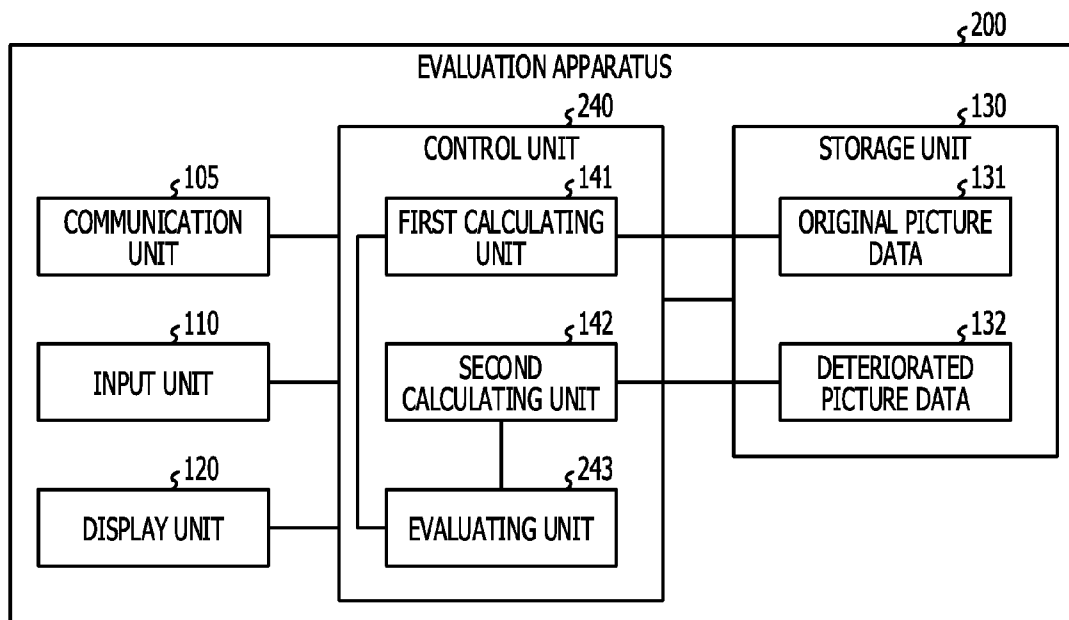 200
EVALUATION APPARATUS
240
CONTROL UNIT
130
STORAGE UNIT
105
COMMUNICATION
UNIT
141
FIRST CALCULATING
UNIT
131
ORIGINAL PICTURE
DATA
110
INPUT UNIT
142
SECOND
CALCULATING UNIT
132
DETERIORATED
PICTURE DATA
120
DISPLAY UNIT
243
EVALUATING UNIT